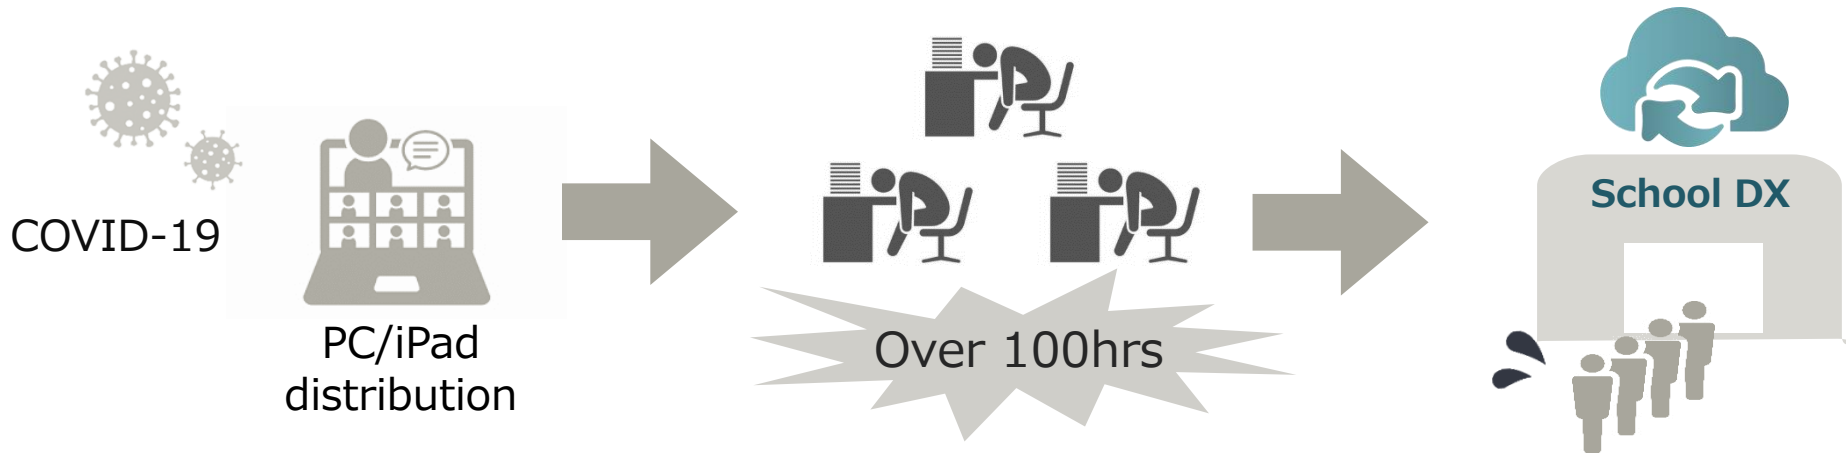 COVID-19
PC/iPad
distribution
Over 100hrs
School DX